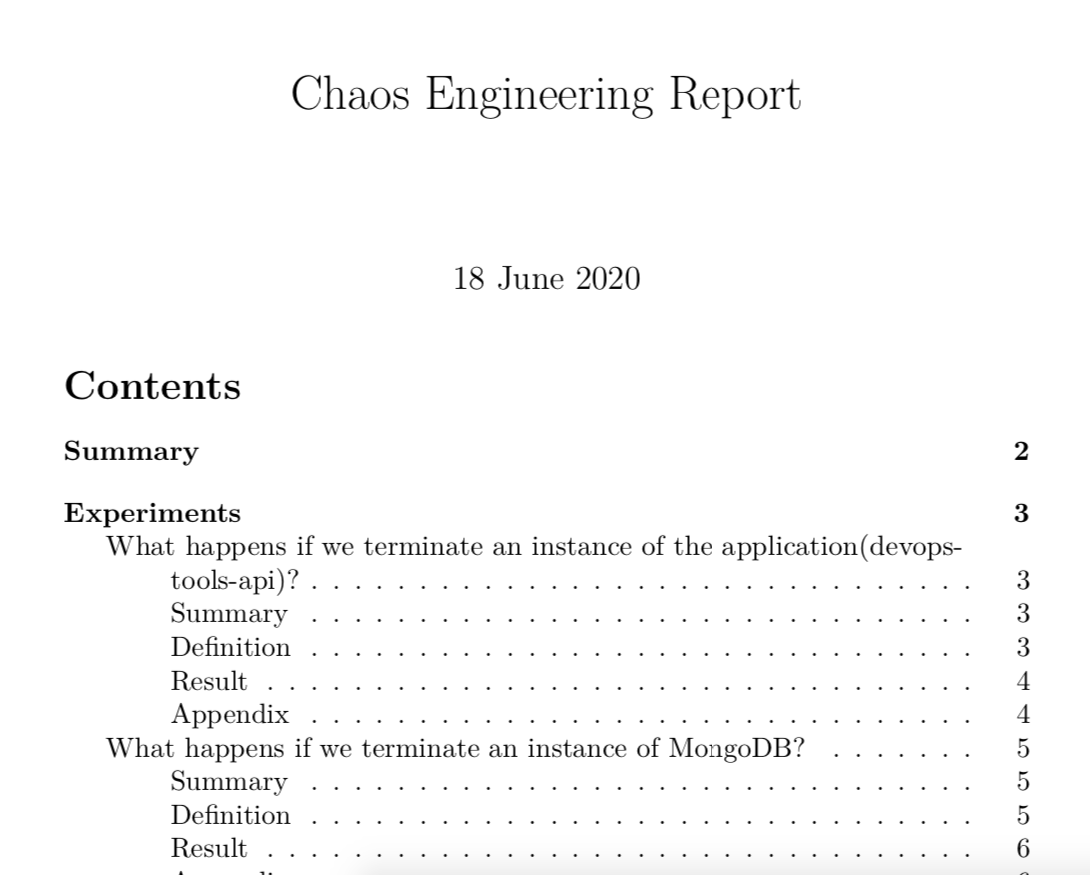 Chaos Engineering Report
18 June 2020
Contents
Summary 2
Experiments 3
What happens if we terminate an instance of the application(devops-
tools-api)? . . . . . . . . . . . . . . . . . . . . . . . . . . . . . . . 3
Summary . . . . . . . . . . . . . . . . . . . . . . . . . . . . . . . 3
Definition . . . . . . . . . . . . . . . . . . . . . . . . . . . . . . . 3
Result . . . . . . . . . . . . . . . . . . . . . . . . . . . . . . . . . 4
Appendix . . . . . . . . . . . . . . . . . . . . . . . . . . . . . . . 4
What happens if we terminate an instance of MongoDB? . . . . . . . 5
Summary . . . . . . . . . . . . . . . . . . . . . . . . . . . . . . . 5
Definition . . . . . . . . . . . . . . . . . . . . . . . . . . . . . . . 5
Result . . . . . . . . . . . . . . . . . . . . . . . . . . . . . . . . . 6